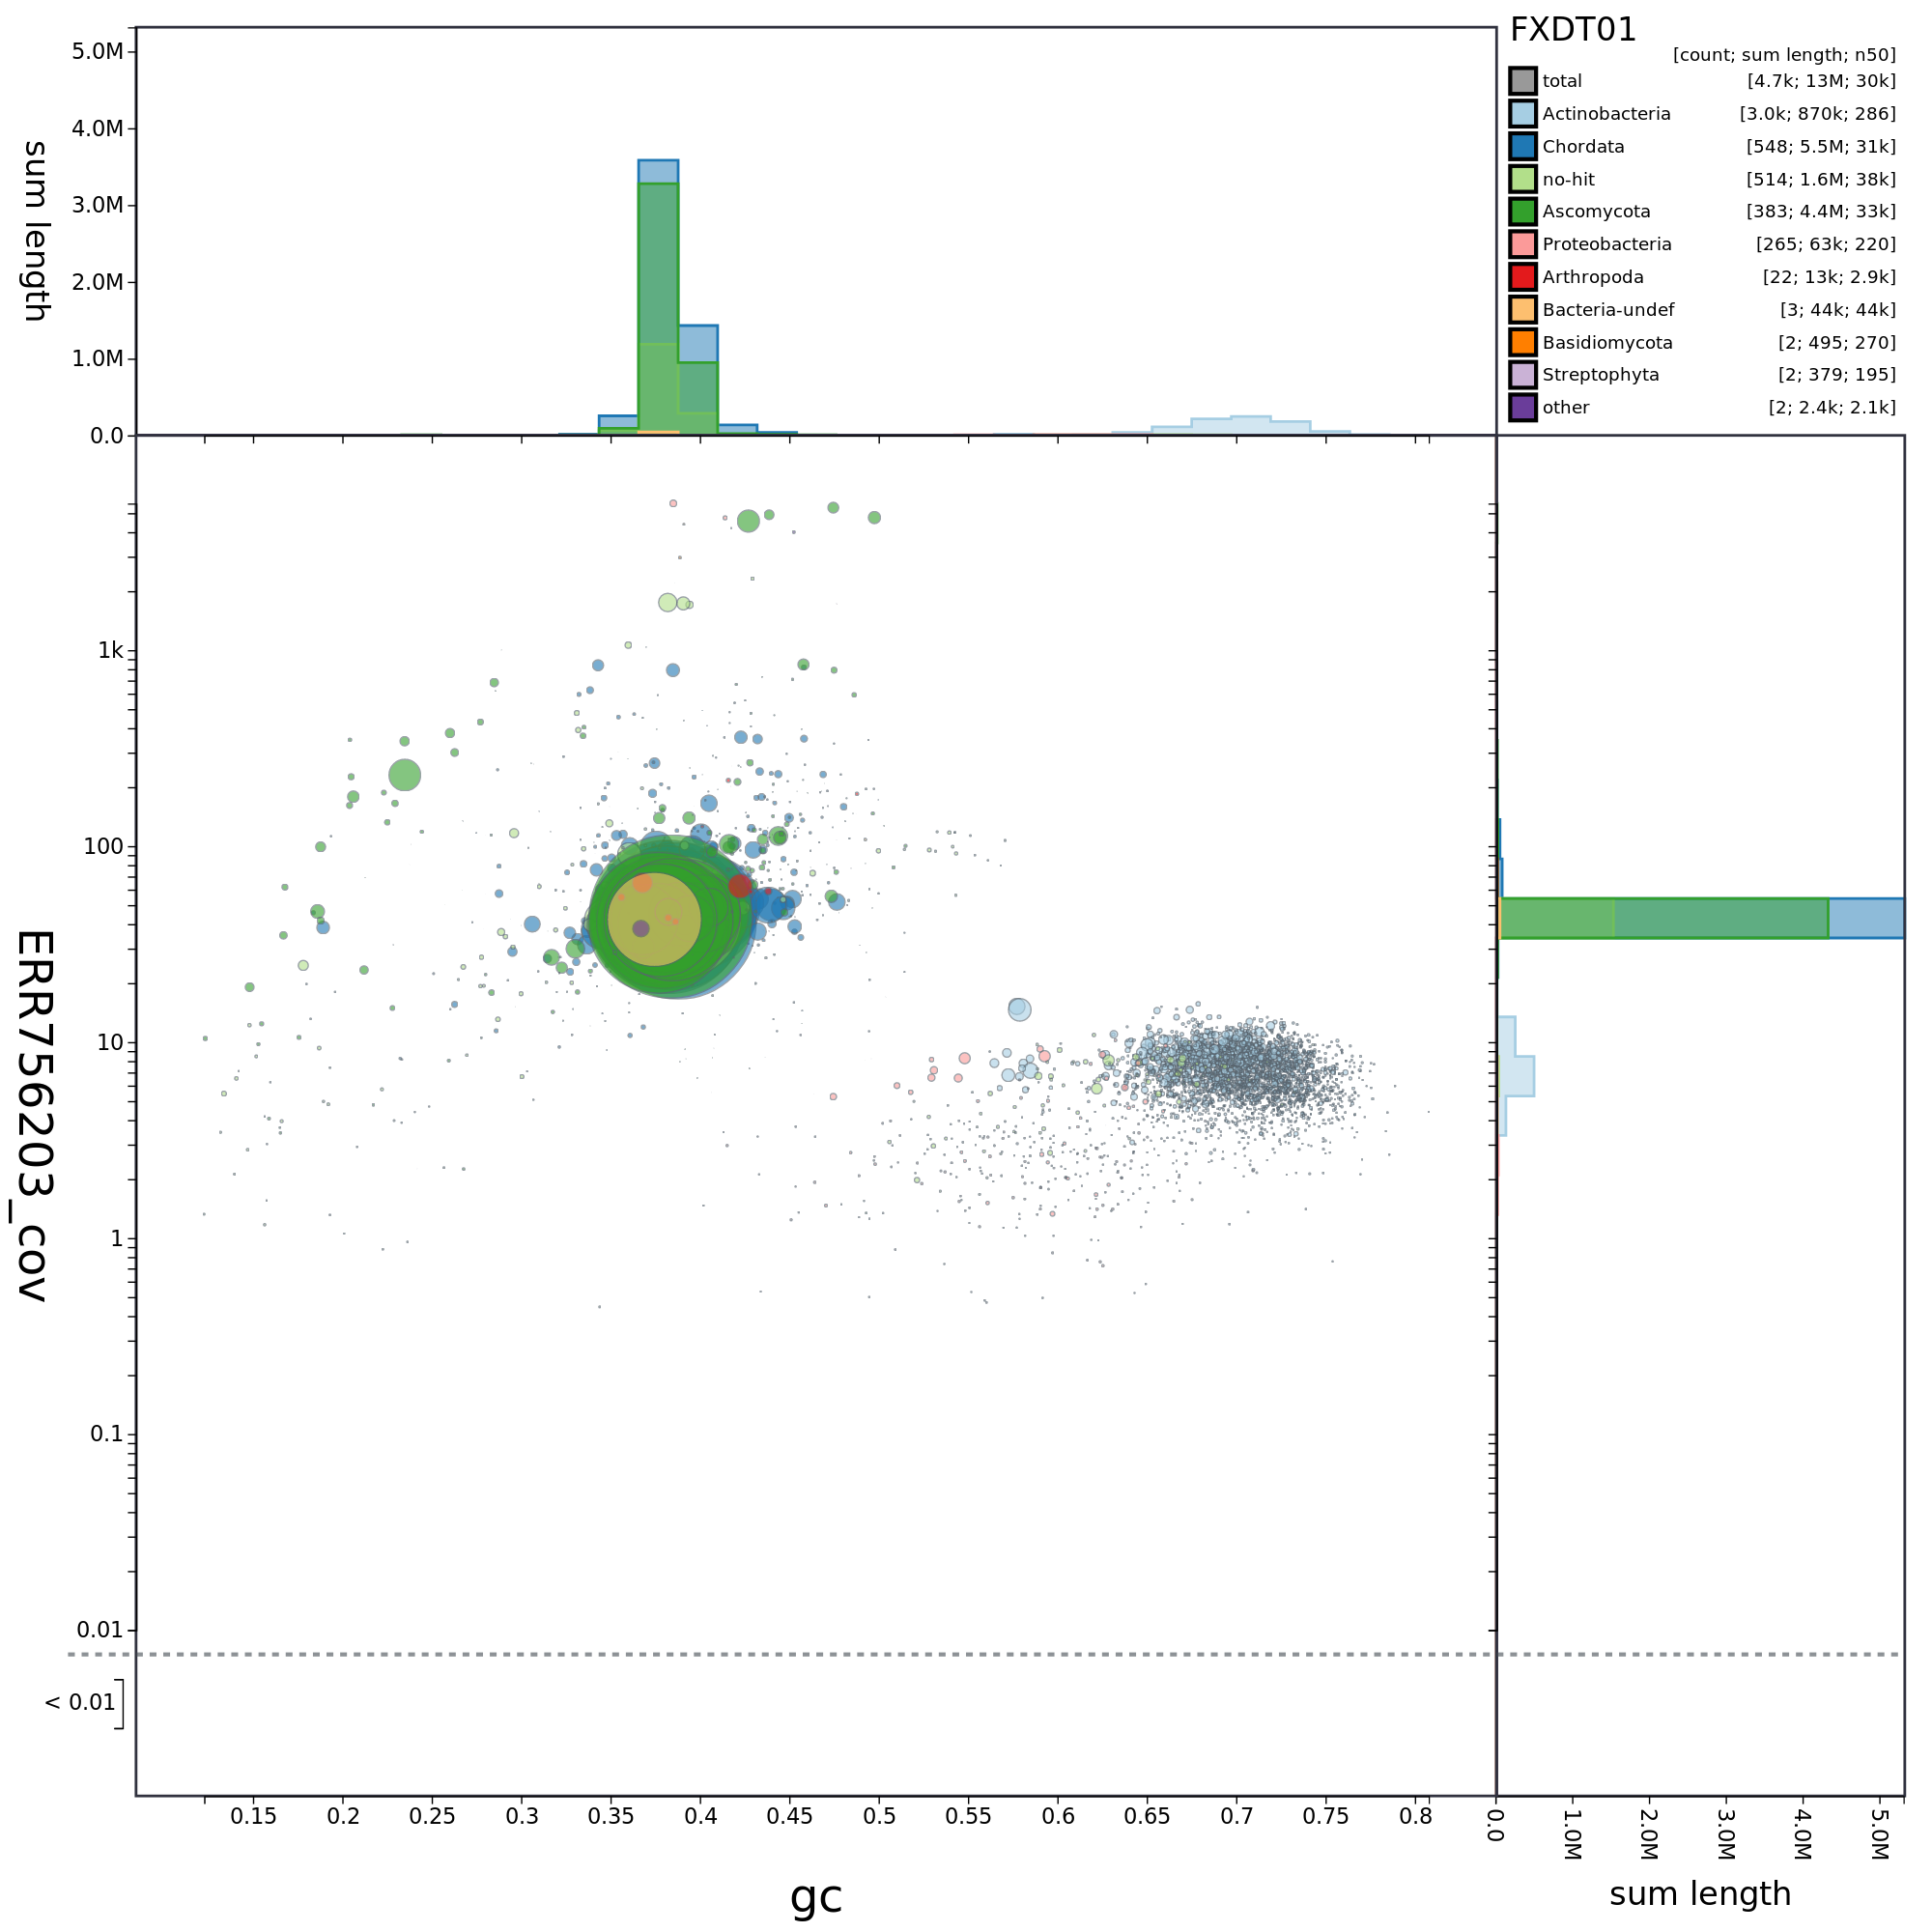 FXDT01
[count; sum length; n50]
total [4.7k; 13M; 30k]
Actinobacteria [3.0k; 870k; 286]
Chordata [548; 5.5M; 31k]
no-hit [514; 1.6M; 38k]
Ascomycota [383; 4.4M; 33k]
Proteobacteria [265; 63k; 220]
Arthropoda [22; 13k; 2.9k]
Bacteria-undef [3; 44k; 44k]
Basidiomycota [2; 495; 270]
Streptophyta [2; 379; 195]
other [2; 2.4k; 2.1k]
sum length
5.0M
4.0M
3.0M
2.0M
1.0M
0.0
ERR756203_cov
1k
100
10
1
0.1
0.01
< 0.01
0.15 0.2 0.25 0.3 0.35 0.4 0.45 0.5 0.55 0.6 0.65 0.7 0.75 0.8
gc
0.0 1.0M 2.0M 3.0M 4.0M 5.0M
sum length